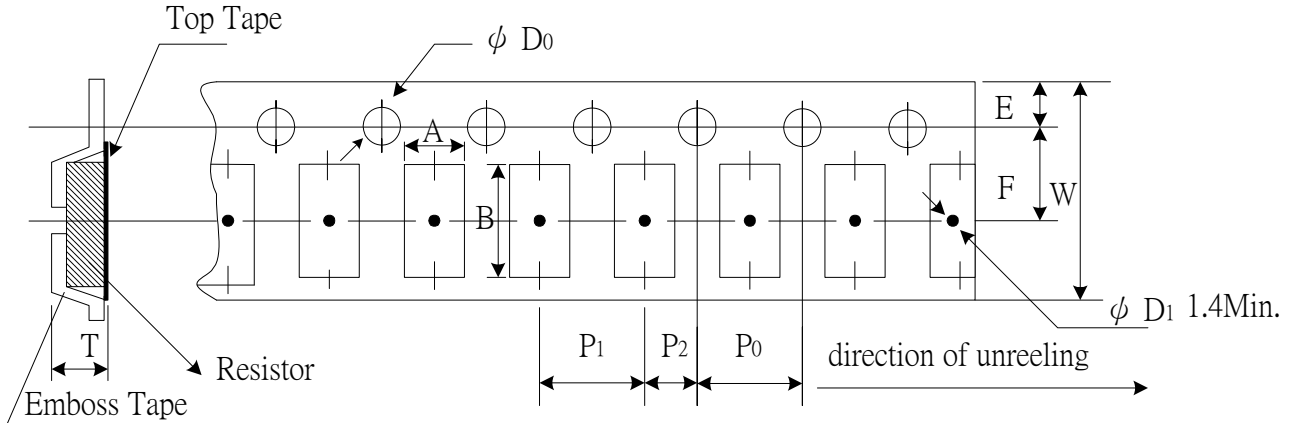 Top Tape
ψ D0
A
E
B
F
W
T
Resistor
Emboss Tape
P1
P2
P0
ψ D1 1.4Min.
direction of unreeling